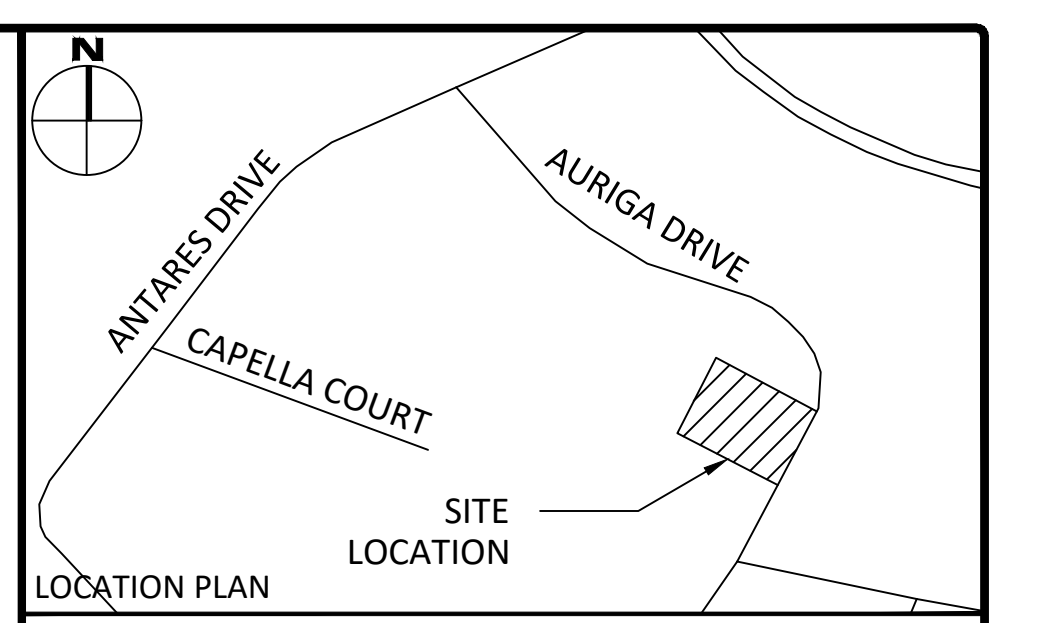 N
AURIGA DRIVE
ANTARES DRIVE
CAPELLA COURT
SITE
LOCATION
LOCATION PLAN